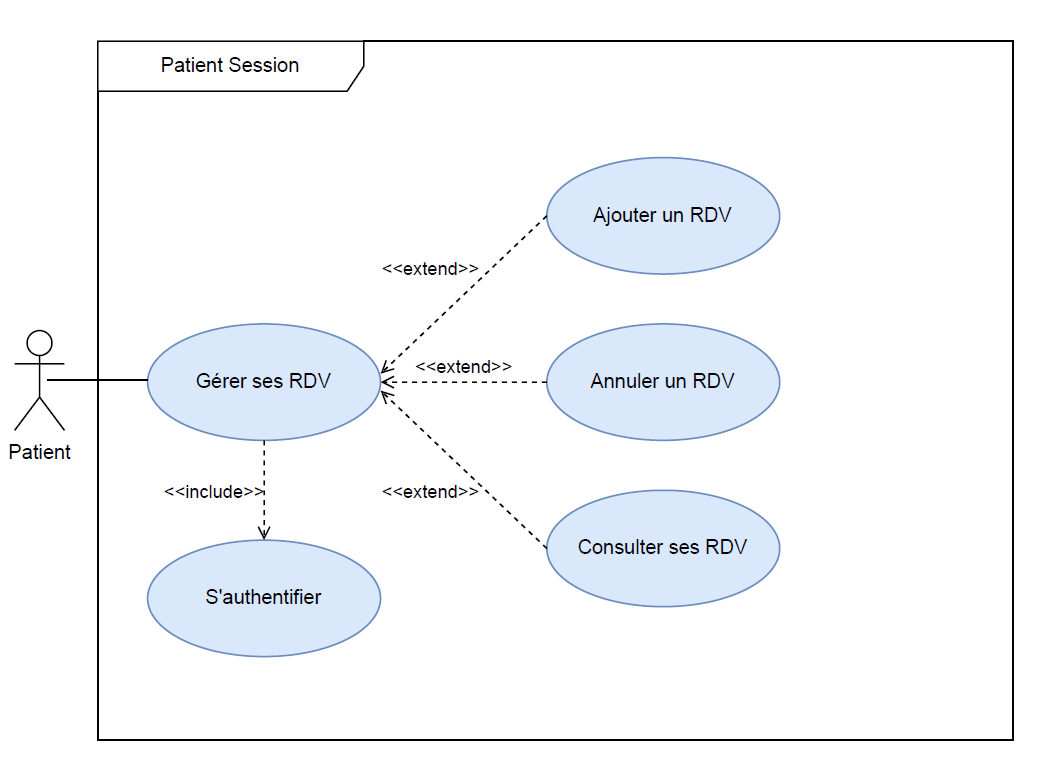 Patient Session
Ajouter un RDV
<<extend>>
<<extend>>
Gérer ses RDV
Annuler un RDV
Patient
<<include>>
<<extend>>
Consulter ses RDV
S'authentifier